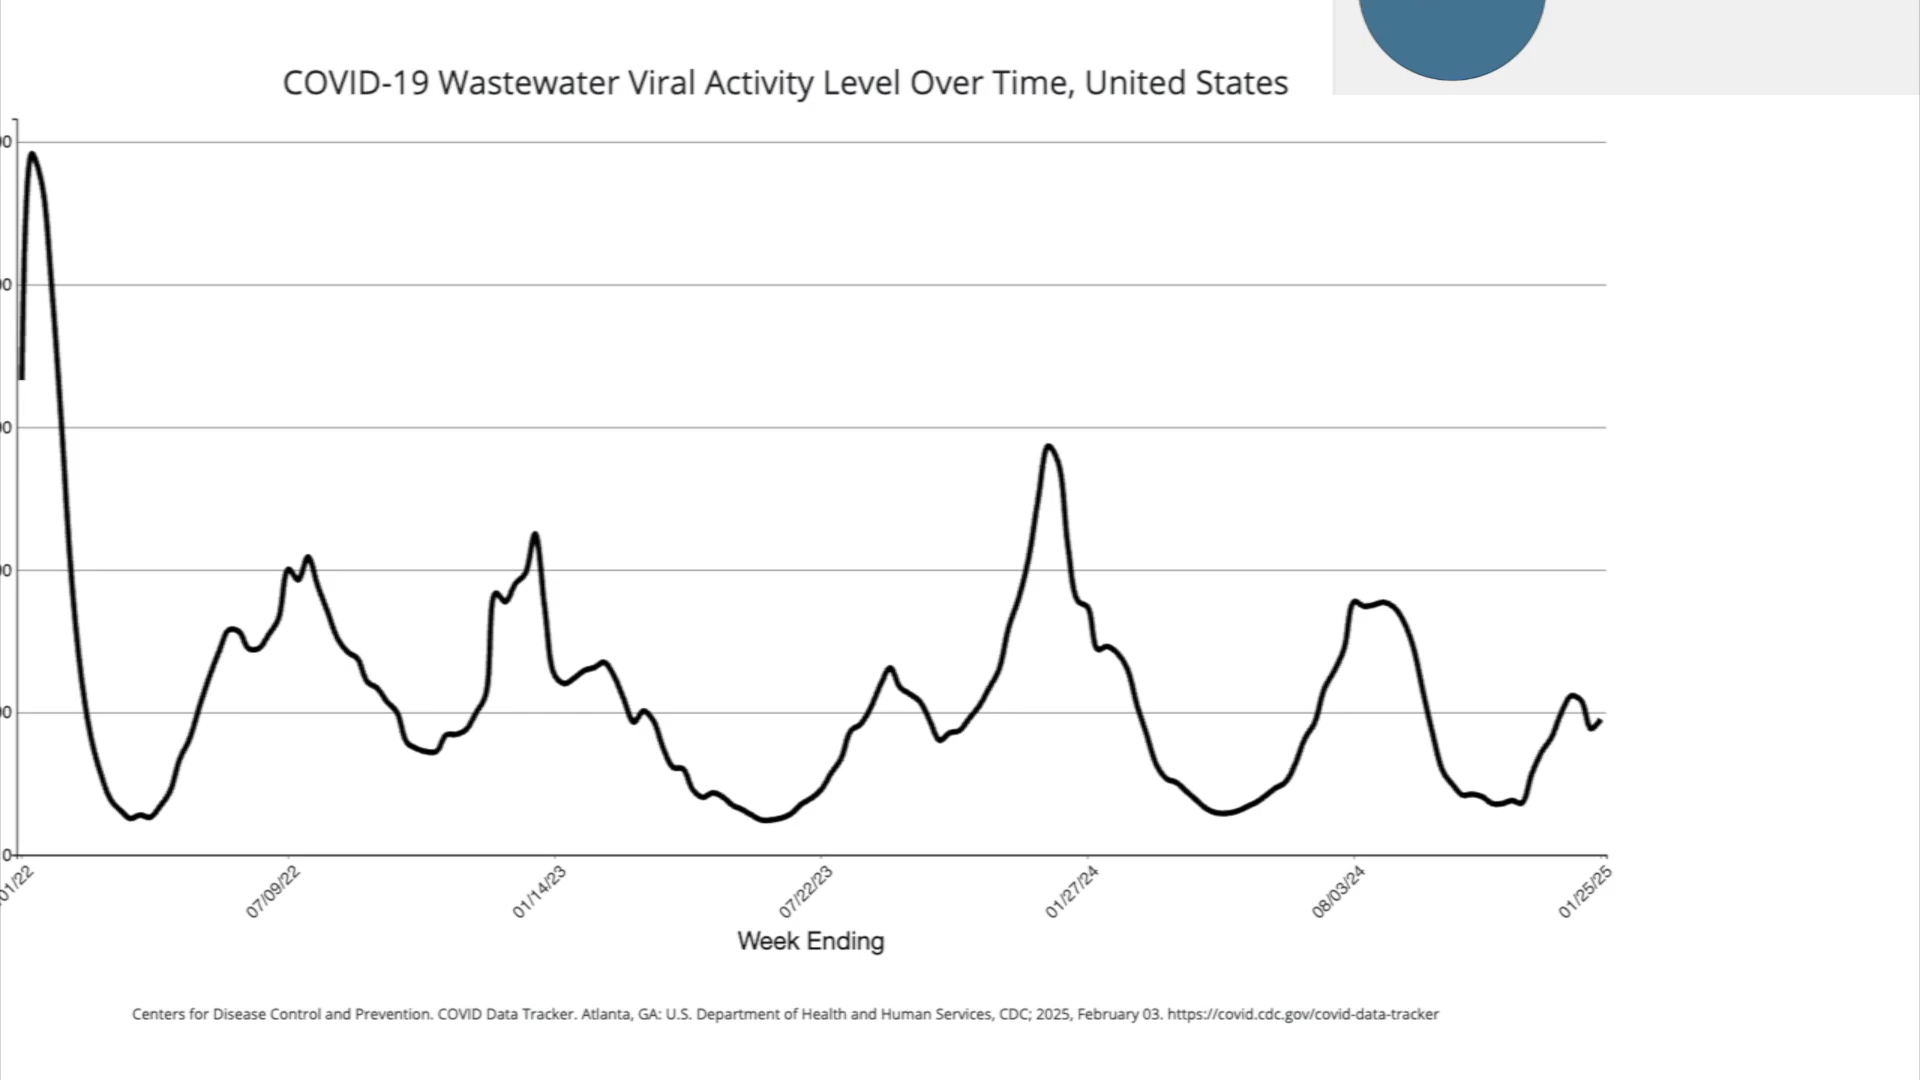 COVID-19 Wastewater Viral Activity Level Over Time, United States
0
01/22
07/09/22
01/14/23
07/22/23
01/27/24
08/03/24
01/25/25
Week Ending
Centers for Disease Control and Prevention. COVID Data Tracker. Atlanta, GA: U.S. Department of Health and Human Services, CDC; 2025, February 03. https://covid.cdc.gov/covid-data-tracker